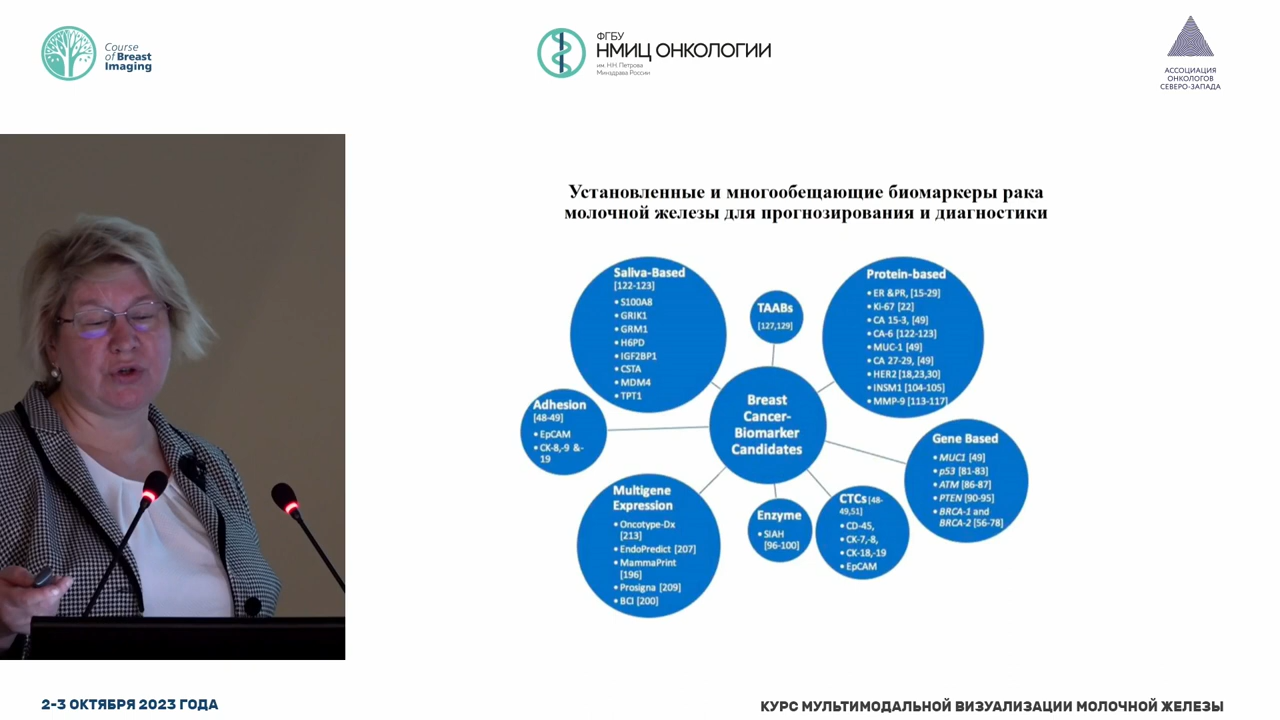 Course
of Breast
Imaging
ФГБУ
НМИЦ ОНКОЛОГИИ
им. Н.Н. Петрова
Минздрава России
АССОЦИАЦИЯ
ОНКОЛОГОВ
СЕВЕРО-ЗАПАДА
Установленные и многообещающие биомаркеры рака
молочной железы для прогнозирования и диагностики
Saliva-Based
[122-123]
• S100A8
• GRIK1
• GRM1
• H6PD
• IGF2BP1
• CSTA
• MDM4
• TPT1
TAABs
[127,129]
Protein-based
• ER &PR, [15-29]
• Ki-67 [22]
• CA 15-3, [49]
• CA-6 [122-123]
• MUC-1 [49]
• CA 27-29, [49]
• HER2 [18,23,30]
• INSM1 [104-105]
• MMP-9 [113-117]
Adhesion
[48-49]
• EpCAM
• CK-8,-9 &-
19
Breast
Cancer-
Biomarker
Candidates
Gene Based
• MUC1 [49]
• p53 [81-83]
• ATM [86-87]
• PTEN [90-95]
• BRCA-1 and
BRCA-2 [56-78]
Multigene
Expression
• Oncotype-Dx
[213]
• EndoPredict [207]
• MammaPrint
[196]
• Prosigna [209]
• BCI [200]
Enzyme
• SIAH
[96-100]
CTCs [48-
49,51]
• CD-45,
• CK-7,-8,
• CK-18,-19
• EpCAM
2-3 ОКТЯБРЯ 2023 ГОДА
КУРС МУЛЬТИМОДАЛЬНОЙ ВИЗУАЛИЗАЦИИ МОЛОЧНОЙ ЖЕЛЕЗЫ